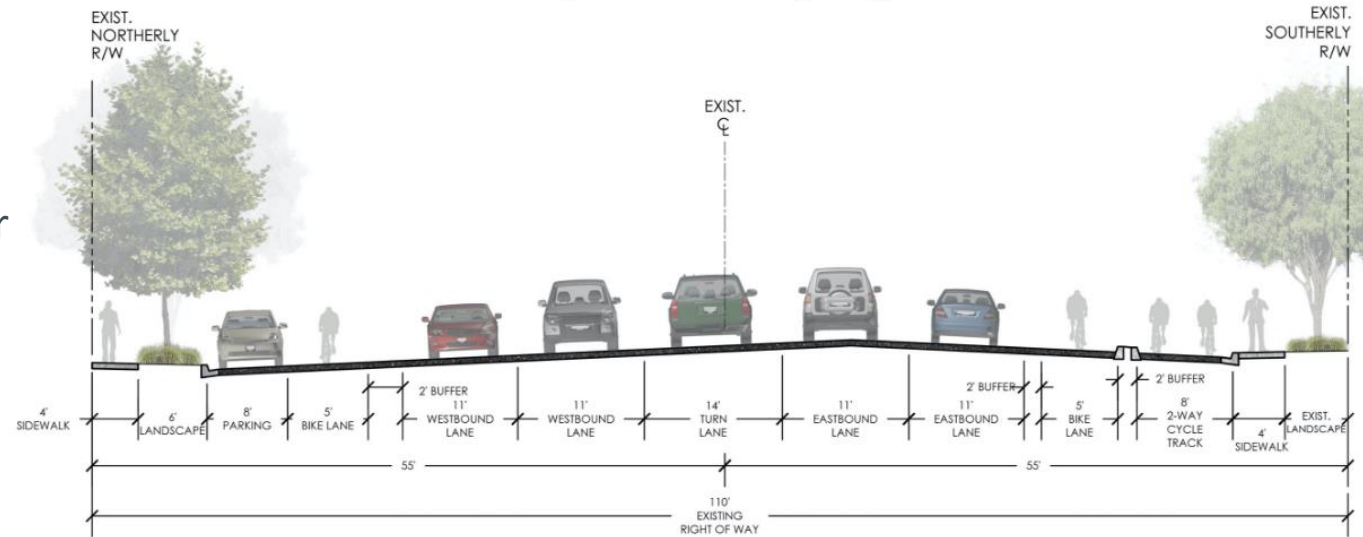 EXIST.
NORTHERLY
R/W
EXIST.
SOUTHERLY
R/W
EXIST.
℄
r
4'
SIDEWALK
6'
LANDSCAPE
8'
PARKING
5'
BIKE LANE
2' BUFFER
11'
WESTBOUND
LANE
11'
WESTBOUND
LANE
14'
TURN
LANE
11'
EASTBOUND
LANE
11'
EASTBOUND
LANE
2' BUFFER
5'
BIKE
LANE
2' BUFFER
8'
2-WAY
CYCLE
TRACK
4'
SIDEWALK
EXIST.
LANDSCAPE
55'
55'
110'
EXISTING
RIGHT OF WAY